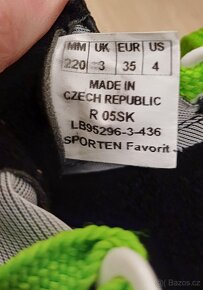 MM UK EUR US
220 3 35 4
MADE IN
CZECH REPUBLIC
R 05SK
LB95296-3-436
SPORTEN Favorit
Bazos.cz